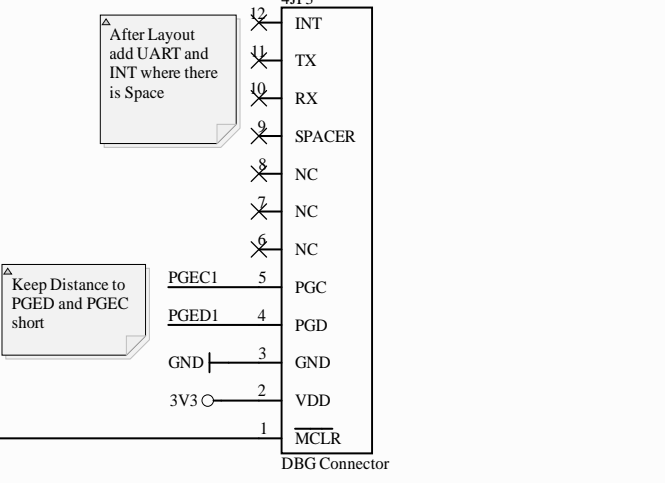 12 INT
After Layout
add UART and
INT where there
is Space
11 TX
10 RX
9 SPACER
8 NC
7 NC
6 NC
Keep Distance to
PGED and PGEC
short
PGEC1 5 PGC
PGED1 4 PGD
GND 3 GND
3V3 2 VDD
1 MCLR
DBG Connector